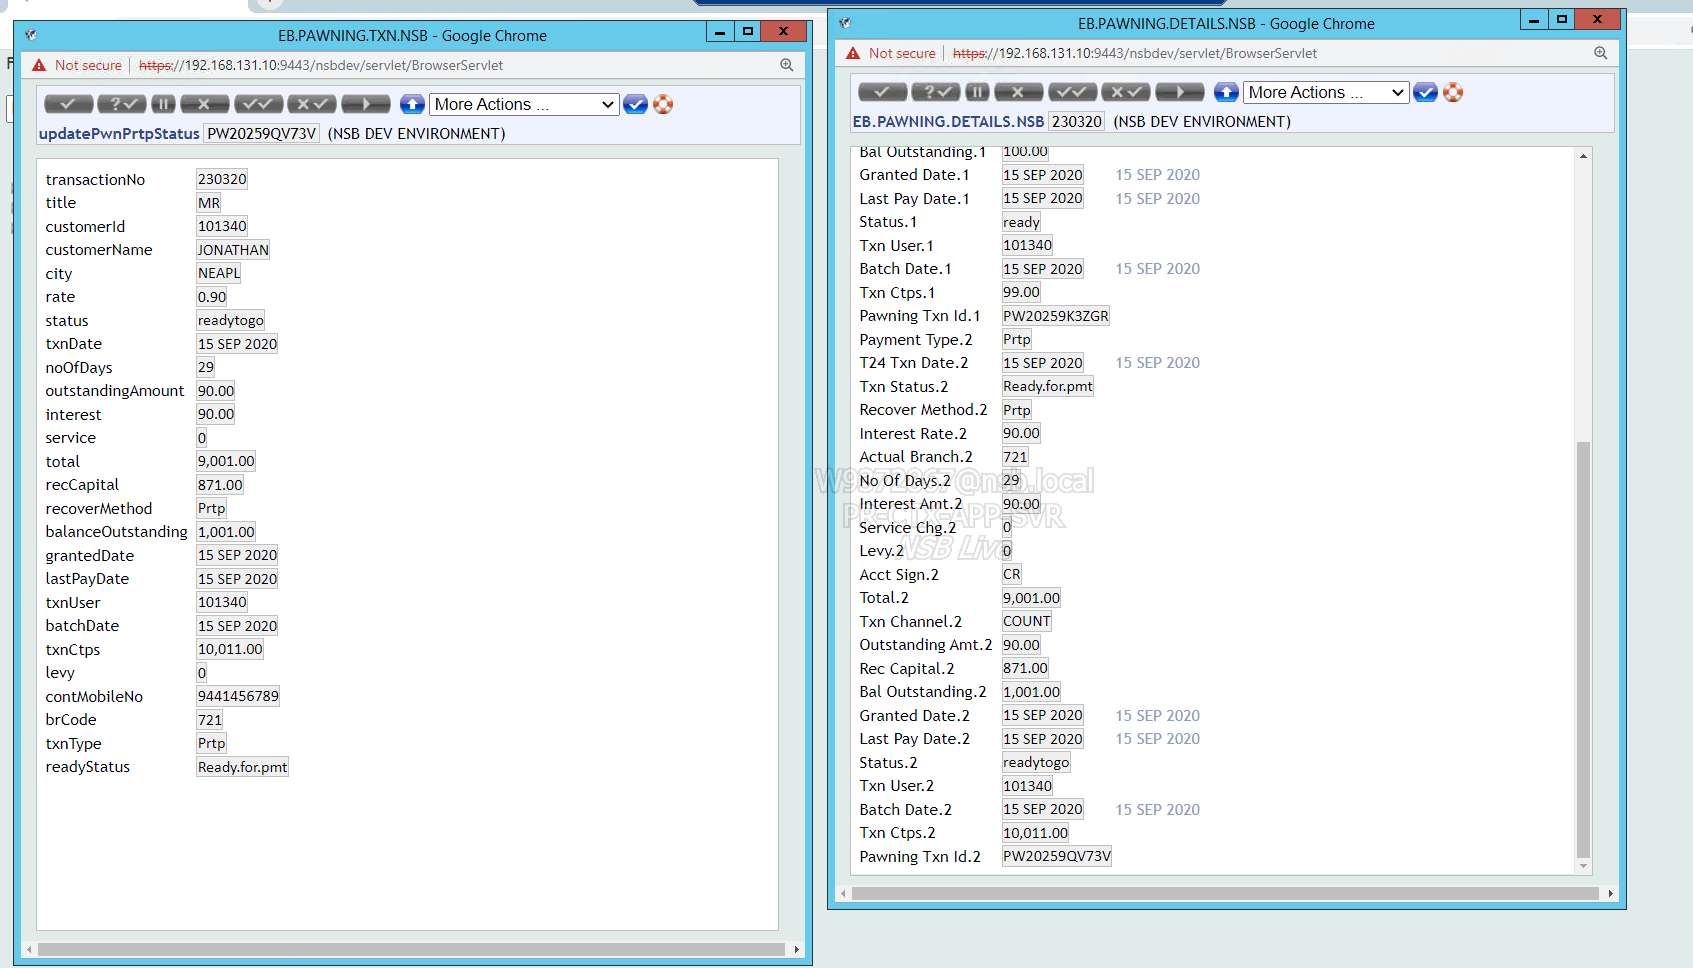 EB.PAWNING.TXN.NSB - Google Chrome
Not secure https://192.168.131.10:9443/nsbdev/servlet/BrowserServlet
More Actions ...
updatePwnPrtpStatus PW20259QV73V (NSB DEV ENVIRONMENT)
transactionNo 230320
title MR
customerId 101340
customerName JONATHAN
city NEAPL
rate 0.90
status readytogo
txnDate 15 SEP 2020
noOfDays 29
outstandingAmount 90.00
interest 90.00
service 0
total 9,001.00
recCapital 871.00
recoverMethod Prtp
balanceOutstanding 1,001.00
grantedDate 15 SEP 2020
lastPayDate 15 SEP 2020
txnUser 101340
batchDate 15 SEP 2020
txnCtps 10,011.00
levy 0
contMobileNo 9441456789
brCode 721
txnType Prtp
readyStatus Ready.for.pmt
EB.PAWNING.DETAILS.NSB - Google Chrome
Not secure https://192.168.131.10:9443/nsbdev/servlet/BrowserServlet
More Actions ...
EB.PAWNING.DETAILS.NSB 230320 (NSB DEV ENVIRONMENT)
Bal Outstanding.1 100.00
Granted Date.1 15 SEP 2020 15 SEP 2020
Last Pay Date.1 15 SEP 2020 15 SEP 2020
Status.1 ready
Txn User.1 101340
Batch Date.1 15 SEP 2020 15 SEP 2020
Txn Ctps.1 99.00
Pawning Txn Id.1 PW20259K3ZGR
Payment Type.2 Prtp
T24 Txn Date.2 15 SEP 2020 15 SEP 2020
Txn Status.2 Ready.for.pmt
Recover Method.2 Prtp
Interest Rate.2 90.00
Actual Branch.2 721
No Of Days.2 29
Interest Amt.2 90.00
Service Chg.2 0
Levy.2 0
Acct Sign.2 CR
Total.2 9,001.00
Txn Channel.2 COUNT
Outstanding Amt.2 90.00
Rec Capital.2 871.00
Bal Outstanding.2 1,001.00
Granted Date.2 15 SEP 2020 15 SEP 2020
Last Pay Date.2 15 SEP 2020 15 SEP 2020
Status.2 readytogo
Txn User.2 101340
Batch Date.2 15 SEP 2020 15 SEP 2020
Txn Ctps.2 10,011.00
Pawning Txn Id.2 PW20259QV73V
PR-CTX-APP-SVR
NSB Live